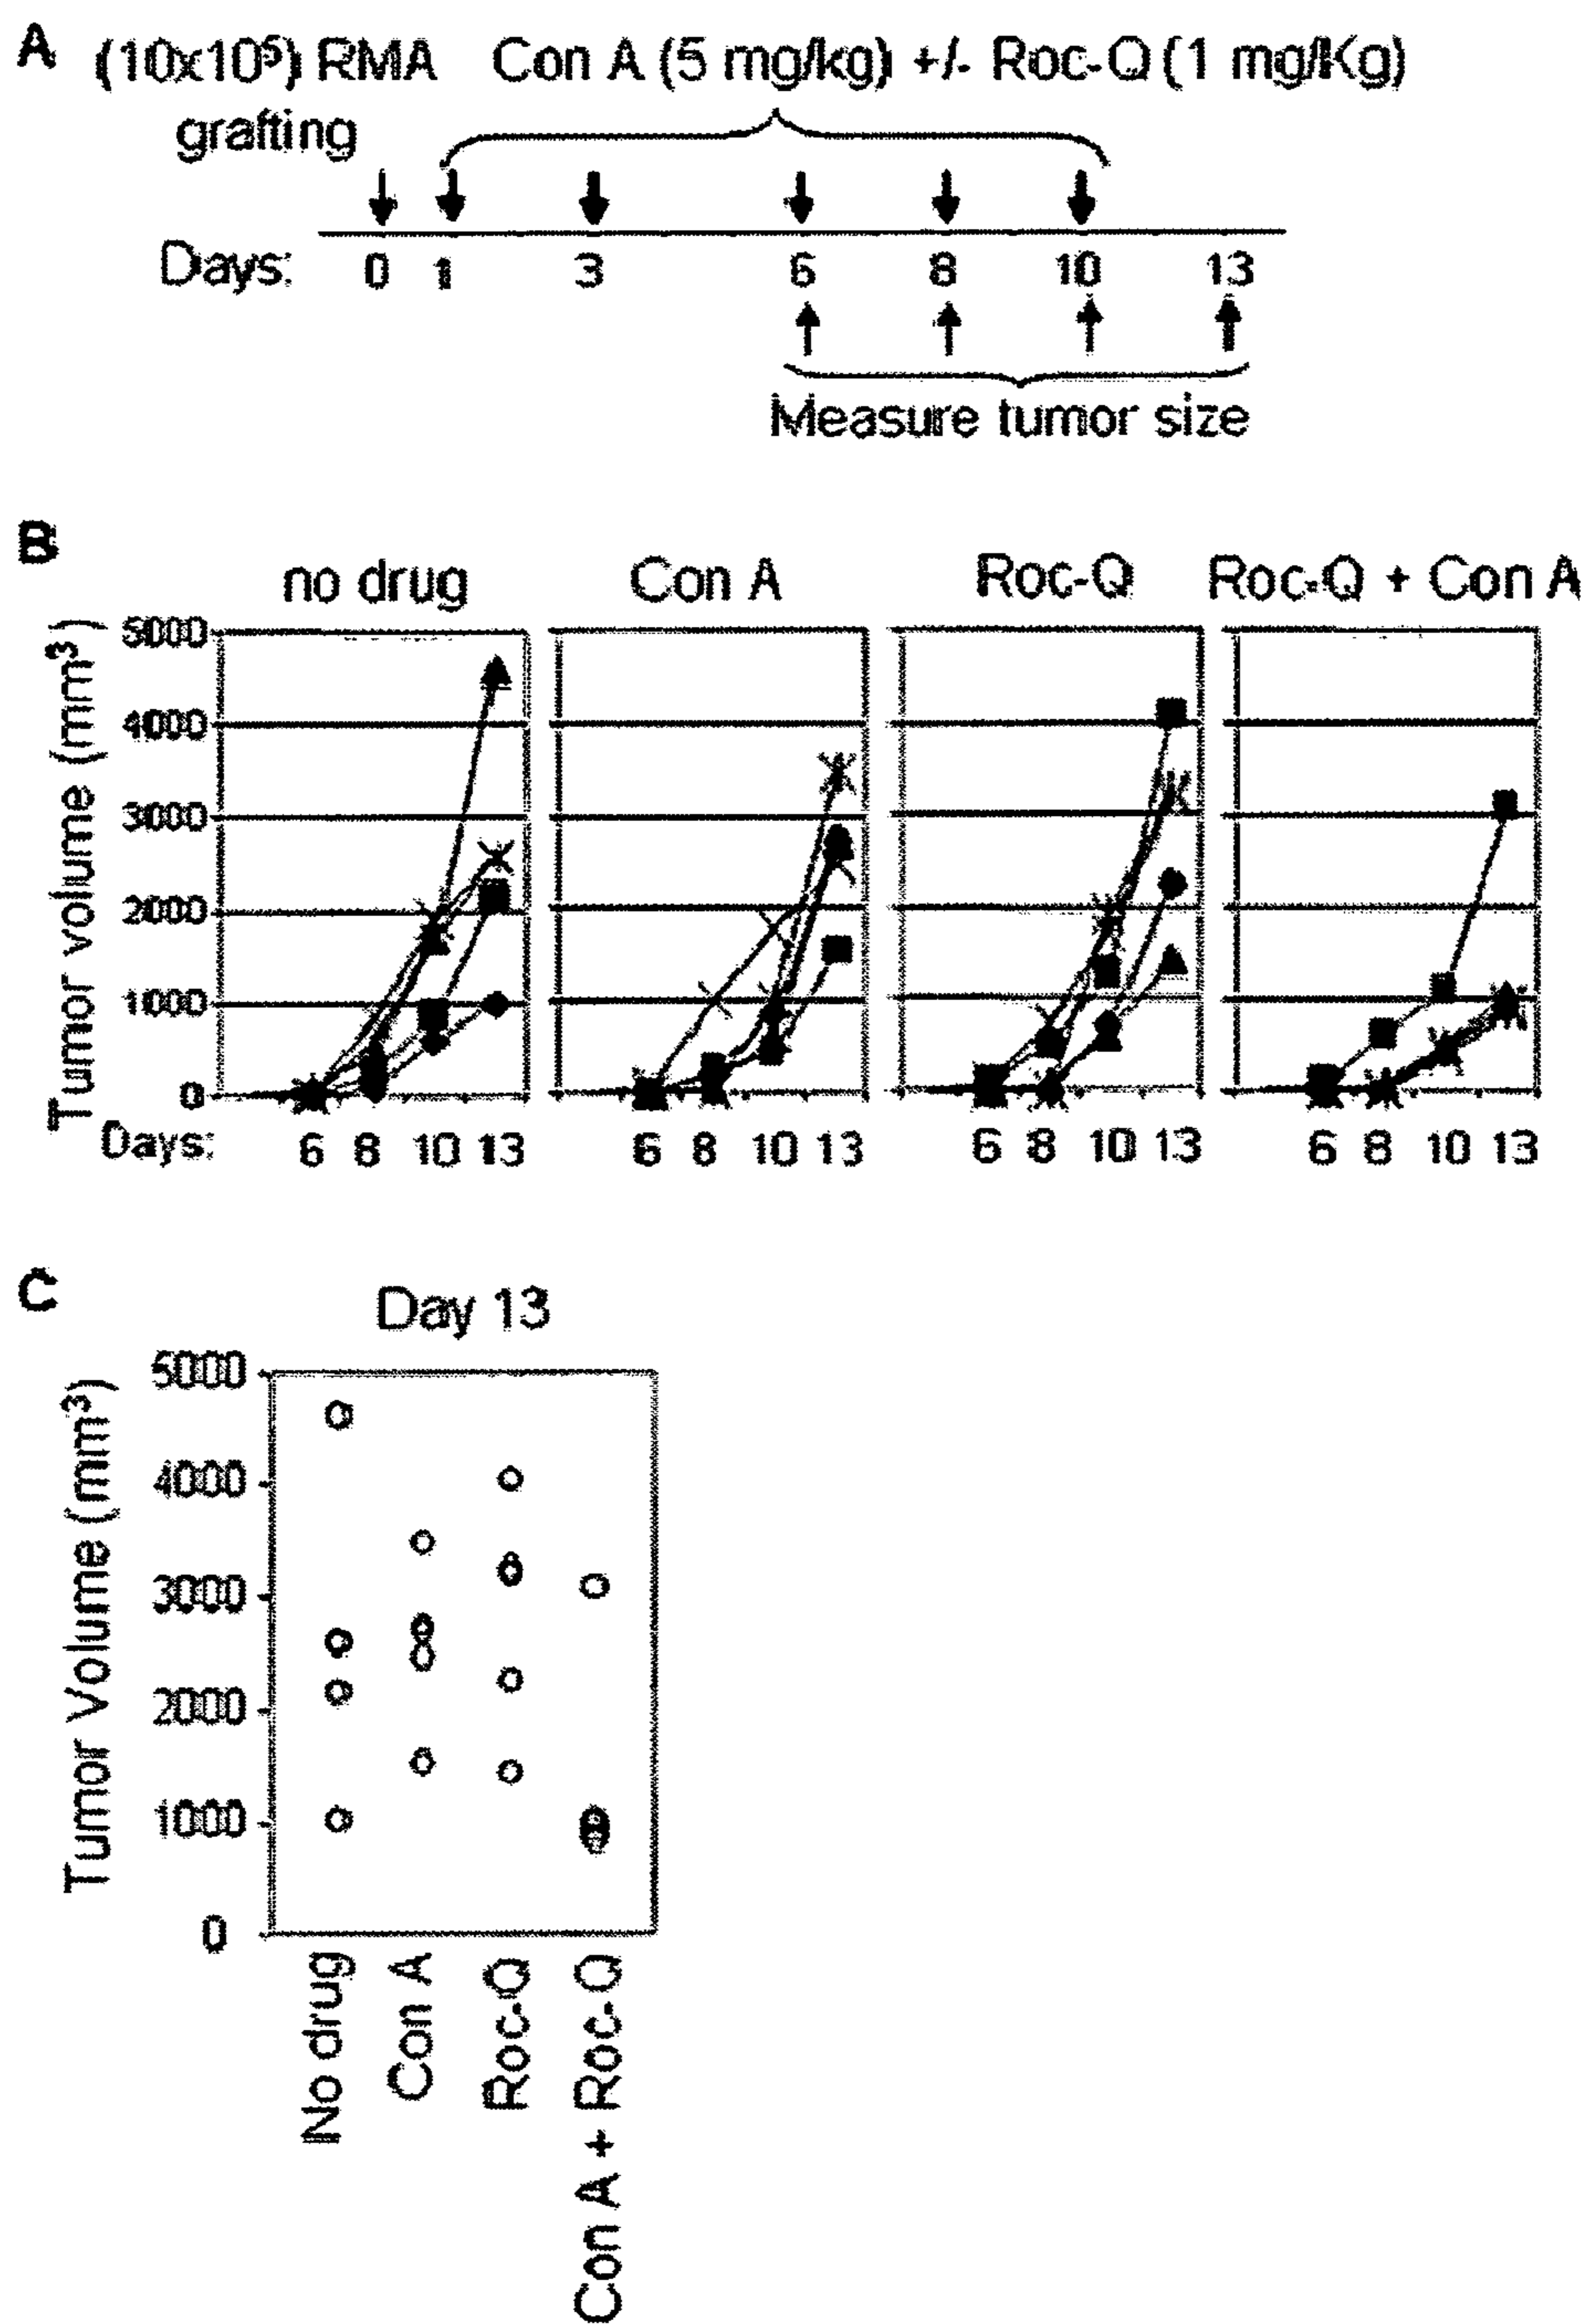 A (10x10⁵) RMA Con A (5 mg/kg) +/- Roc-Q (1 mg/Kg)
grafting
Days: 0 1 3 6 8 10 13
Measure tumor size
B
no drug Con A Roc-Q Roc-Q + Con A
Tumor volume (mm³)
5000
4000
3000
2000
1000
0
Days: 6 8 10 13 6 8 10 13 6 8 10 13 6 8 10 13
C
Day 13
Tumor Volume (mm³)
5000
4000
3000
2000
1000
0
No drug
Con A
Roc-Q
Con A + Roc-Q